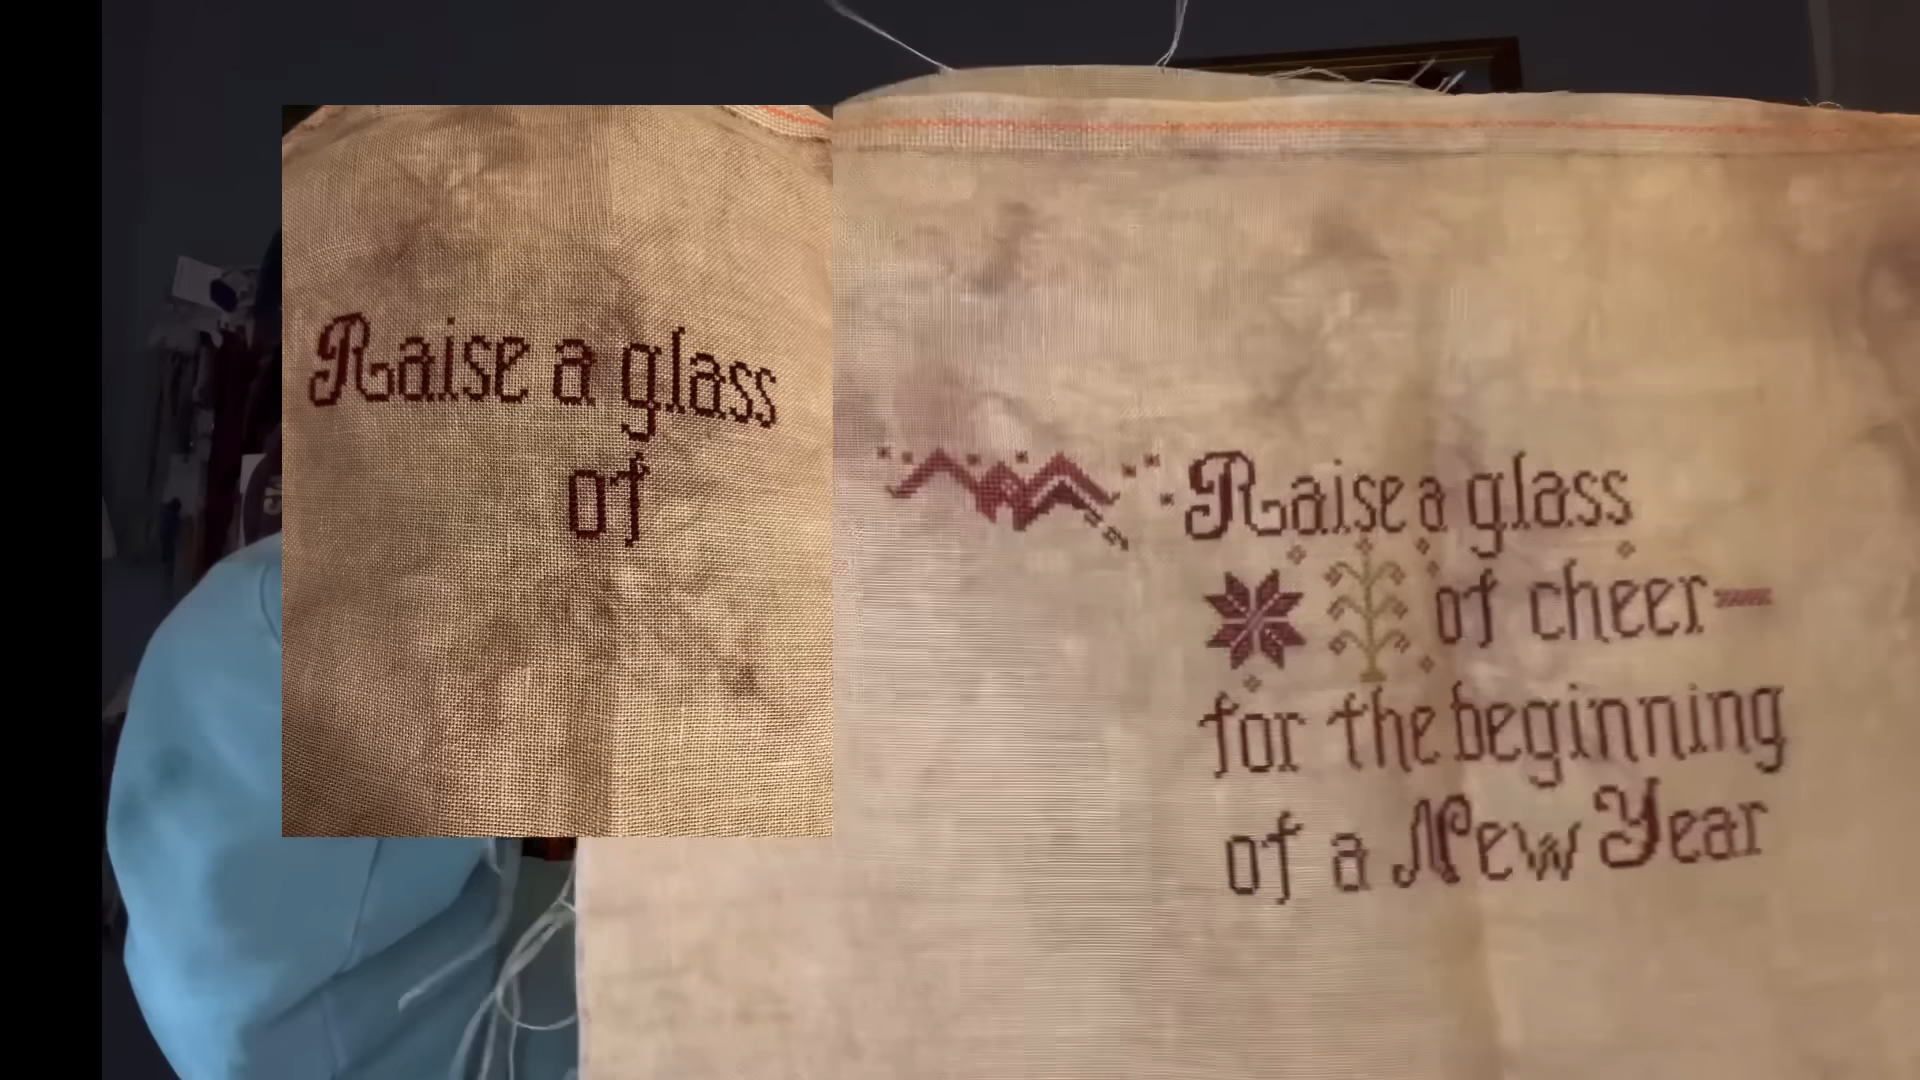 Raise a glass
of
Raise a glass
of cheer
for the beginning
of a New Year